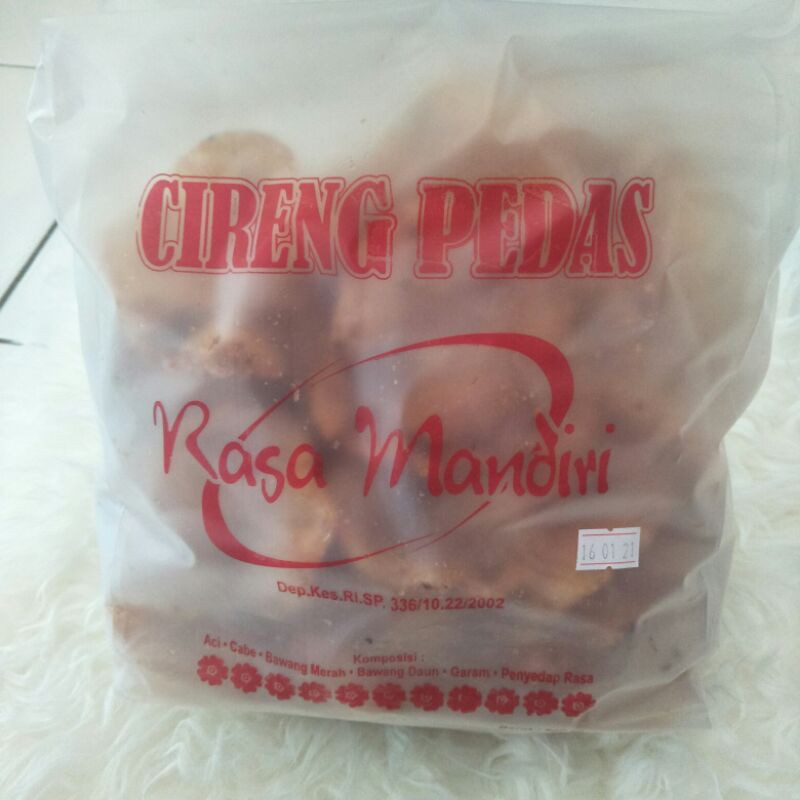 CIRENG PEDAS
Rasa Mandiri
16 01 21
Dep.Kes.RI.SP. 336/10.22/2002
Komposisi :
Aci • Cabe • Bawang Merah • Bawang Daun • Garam • Penyedap Rasa